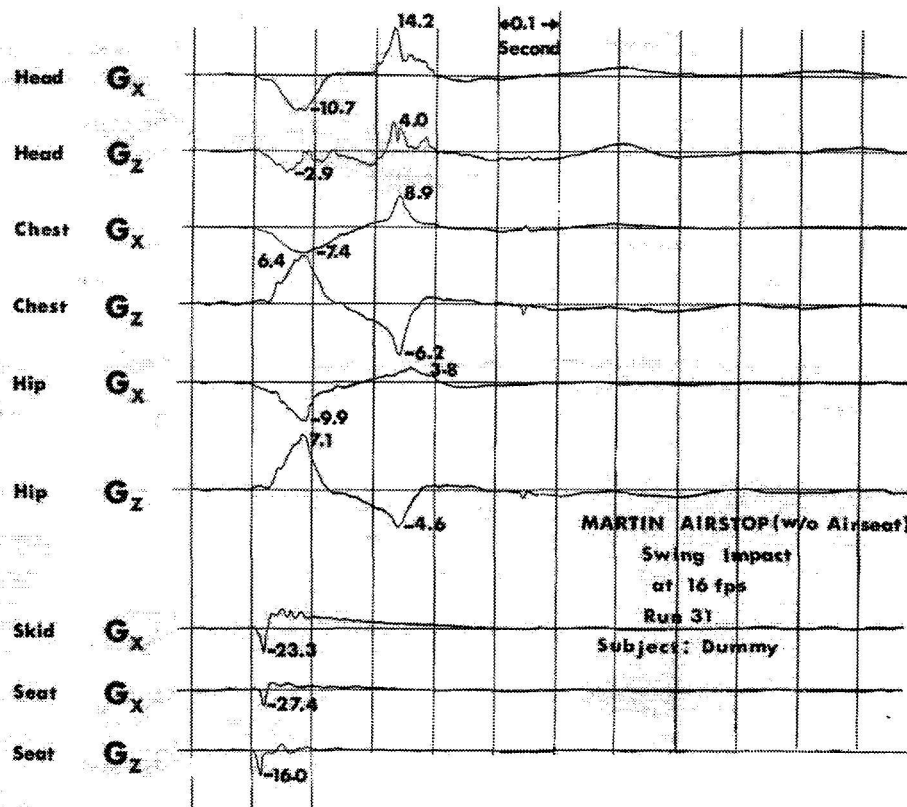 14.2
←0.1→
Second
Head Gx
-10.7
4.0
Head Gz
-2.9
8.9
Chest Gx
6.4 -7.4
Chest Gz
-6.2
3.8
Hip Gx
-9.9
7.1
Hip Gz
-4.6
MARTIN AIRSTOP (w/o Airseat)
Swing Impact
at 16 fps
Run 31
Skid Gx
-23.3
Subject: Dummy
Seat Gx
-27.4
Seat Gz
-16.0